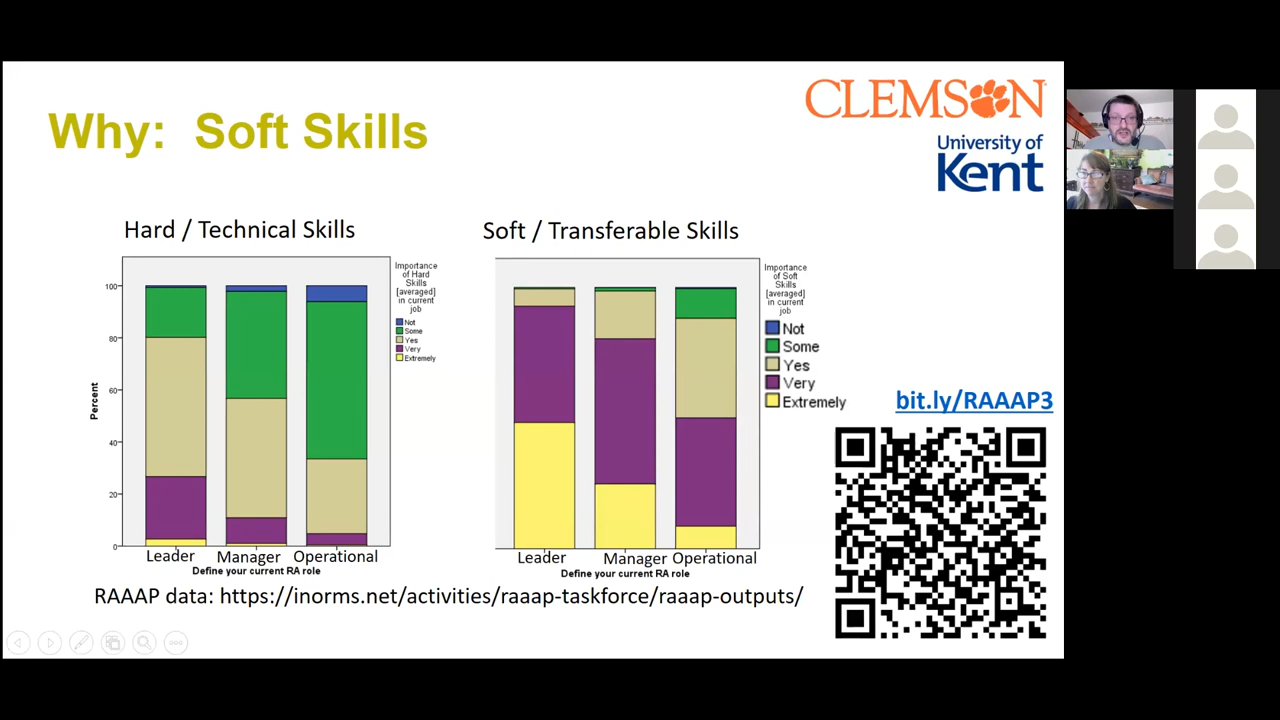 Why: Soft Skills
CLEMSON
University of
Kent
Hard / Technical Skills
Importance
of Hard
Skills
[averaged]
in current
job
Not
Some
Yes
Very
Extremely
100
80
60
40
20
0
Percent
Leader
Manager
Operational
Define your current RA role
Soft / Transferable Skills
Importance
of Soft
Skills
[averaged]
in current
job
Not
Some
Yes
Very
Extremely
Leader
Manager
Operational
Define your current RA role
bit.ly/RAAAP3
RAAAP data: https://inorms.net/activities/raaap-taskforce/raaap-outputs/